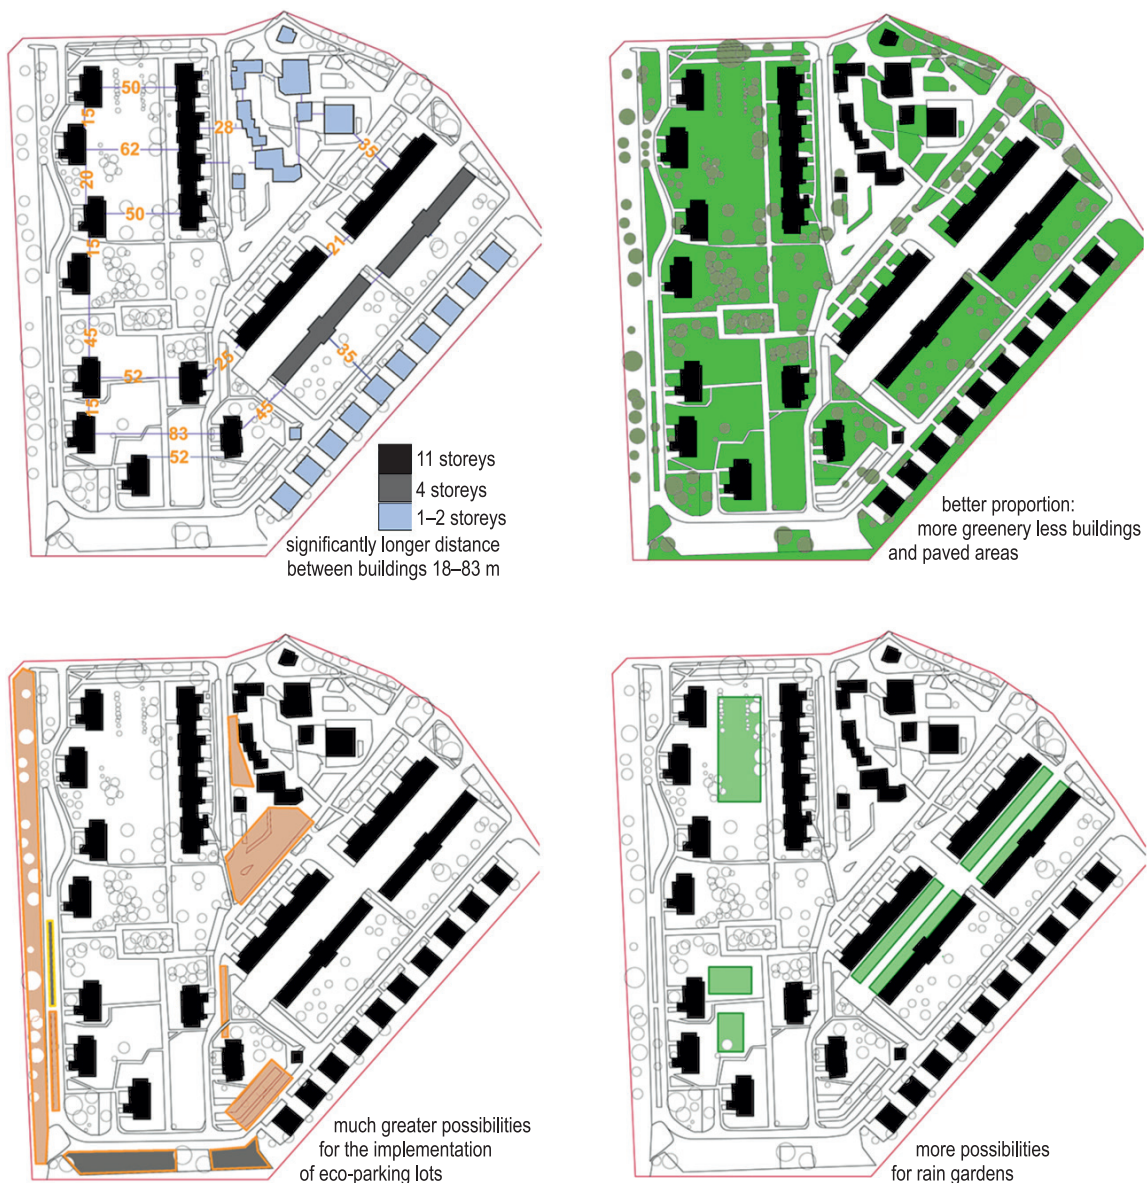 50
15
28
62
35
20
50
15
21
45
25
35
52
15
45
83
52
11 storeys
4 storeys
1–2 storeys
significantly longer distance
between buildings 18–83 m
better proportion:
more greenery less buildings
and paved areas
much greater possibilities
for the implementation
of eco-parking lots
more possibilities
for rain gardens